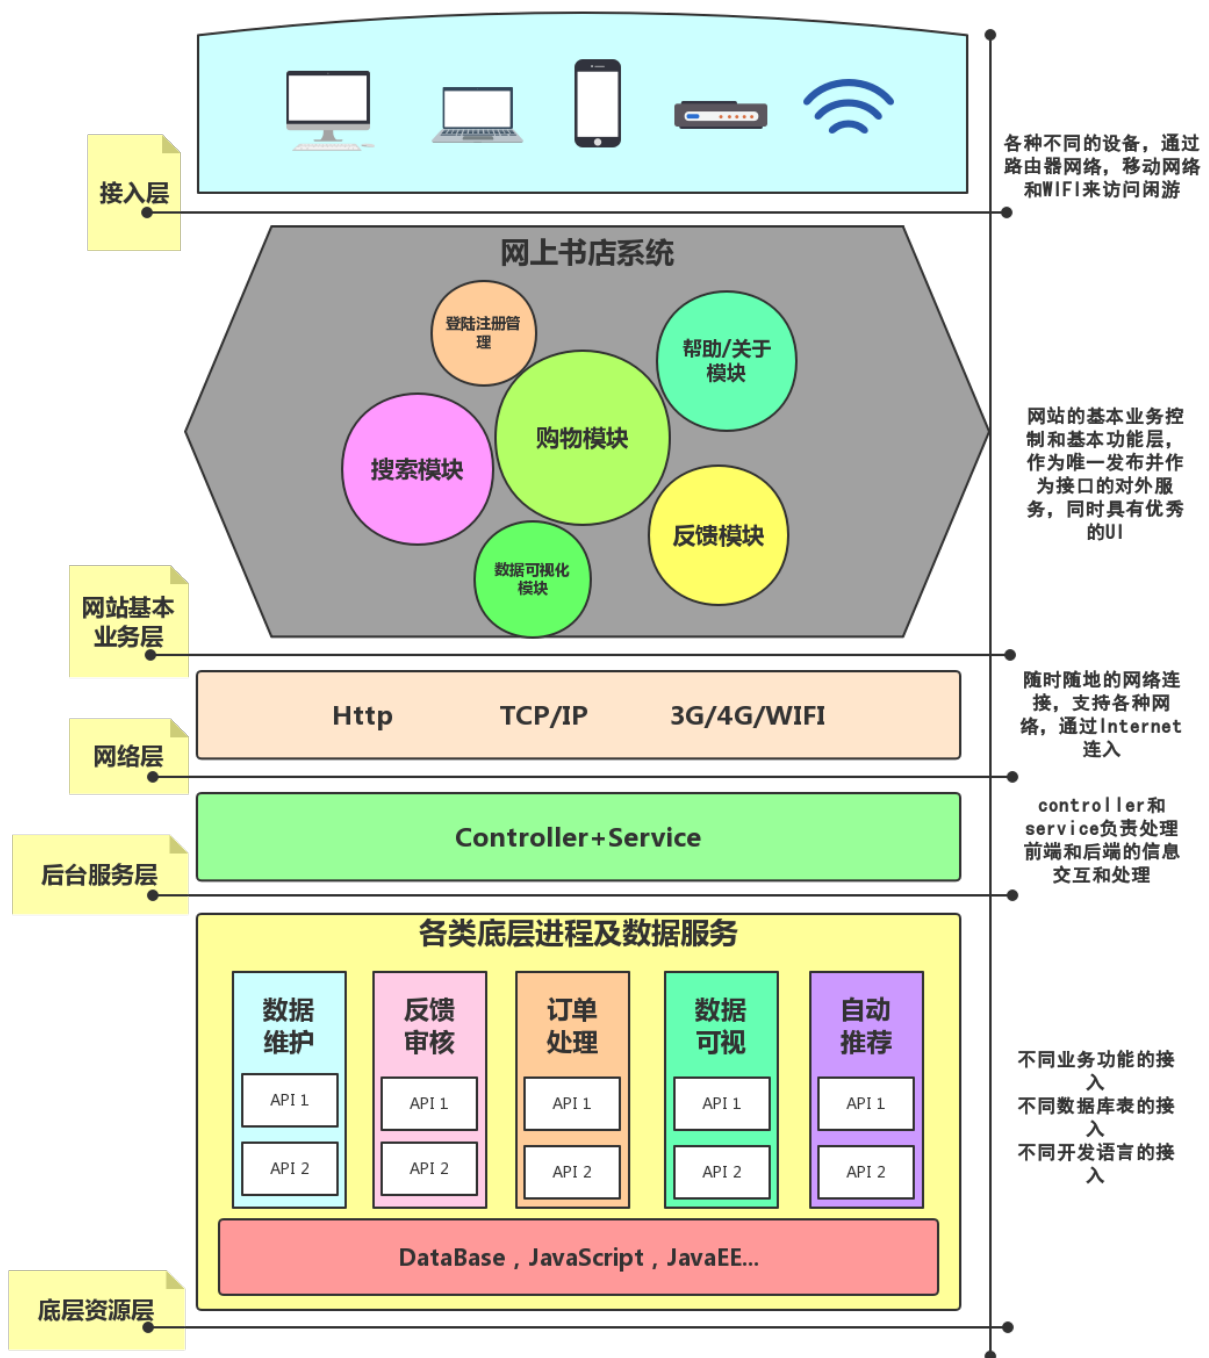 接入层
各种不同的设备，通过
路由器网络，移动网络
和WIFI来访问闲游
网上书店系统
登陆注册管
理
帮助/关于
模块
购物模块
搜索模块
反馈模块
数据可视化
模块
网站的基本业务控
制和基本功能层，
作为唯一发布并作
为接口的对外服
务，同时具有优秀
的UI
网站基本
业务层
Http
TCP/IP
3G/4G/WIFI
随时随地的网络连
接，支持各种网
络，通过Internet
连入
网络层
Controller+Service
controller和
service负责处理
前端和后端的信息
交互和处理
后台服务层
各类底层进程及数据服务
数据
维护
API 1
API 2
反馈
审核
API 1
API 2
订单
处理
API 1
API 2
数据
可视
API 1
API 2
自动
推荐
API 1
API 2
不同业务功能的接
入
不同数据库表的接
入
不同开发语言的接
入
DataBase，JavaScript，JavaEE...
底层资源层